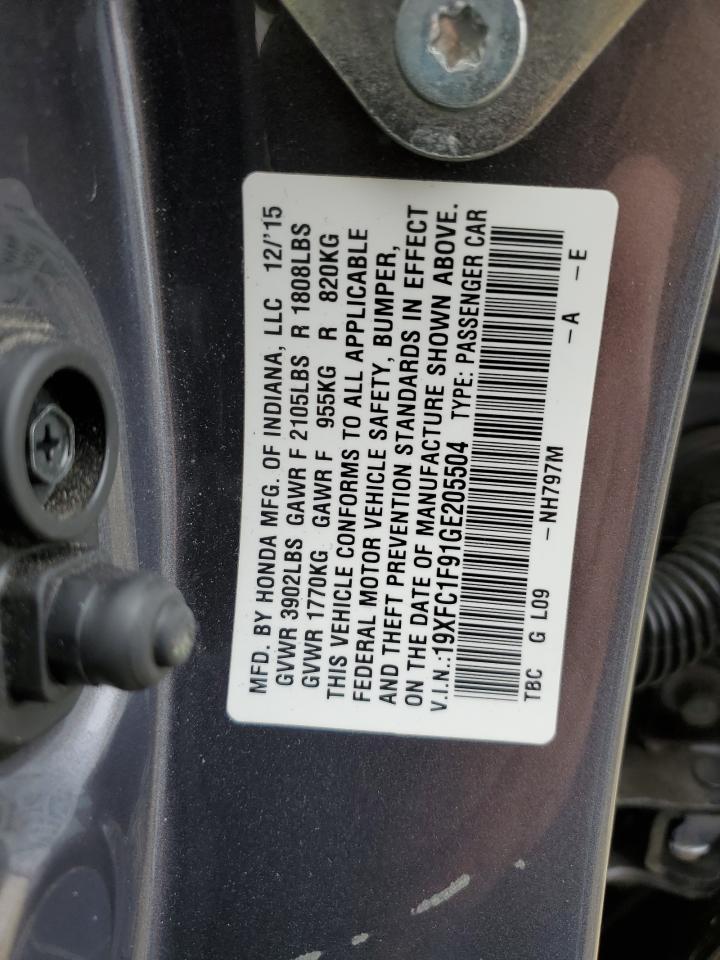 MFD. BY HONDA MFG. OF INDIANA, LLC 12/'15
GVWR 3902LBS GAWR F 2105LBS R 1808LBS
GVWR 1770KG GAWR F 955KG R 820KG
THIS VEHICLE CONFORMS TO ALL APPLICABLE
FEDERAL MOTOR VEHICLE SAFETY, BUMPER,
AND THEFT PREVENTION STANDARDS IN EFFECT
ON THE DATE OF MANUFACTURE SHOWN ABOVE.
V.I.N.:19XFC1F91GE205504 TYPE: PASSENGER CAR
TBC G L09 -NH797M -A -E